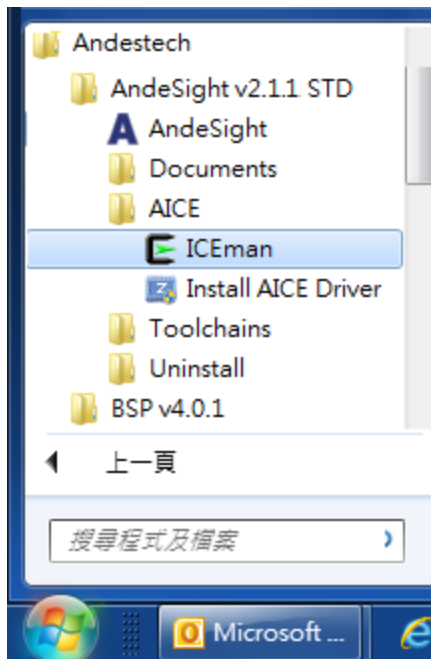 Andestech
AndeSight v2.1.1 STD
AndeSight
Documents
AICE
ICEman
Install AICE Driver
Toolchains
Uninstall
BSP v4.0.1
上一頁
搜尋程式及檔案
Microsoft ...